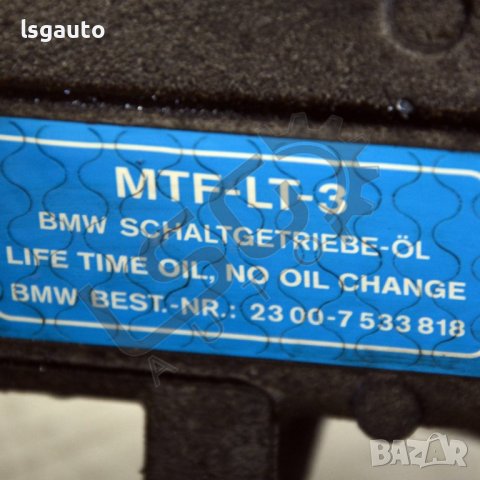 lsgauto
MTF-LT-3
BMW SCHALTGETRIEBE-ÖL
LIFE TIME OIL, NO OIL CHANGE
BMW BEST.-NR.: 23 00-7 533 818
BAZAR